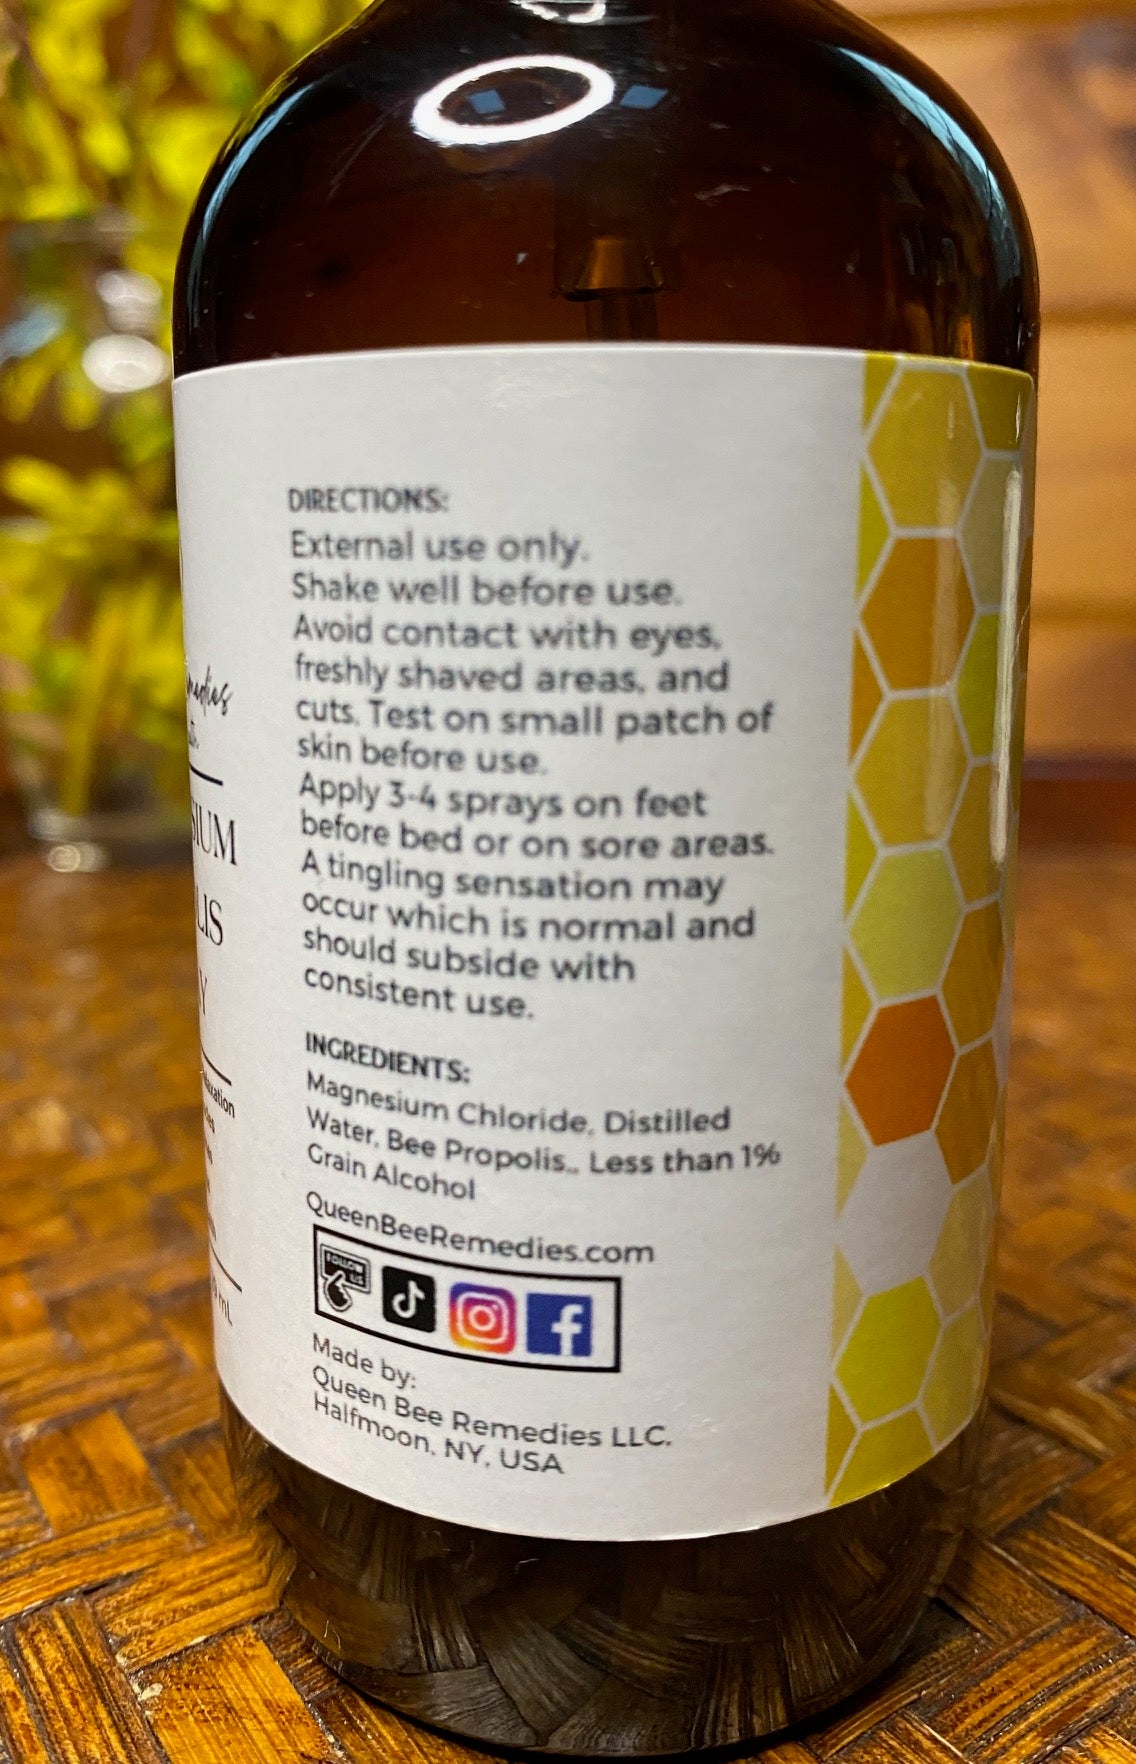 DIRECTIONS:
External use only.
Shake well before use.
Avoid contact with eyes,
freshly shaved areas, and
cuts. Test on small patch of
skin before use.
Apply 3-4 sprays on feet
before bed or on sore areas.
A tingling sensation may
occur which is normal and
should subside with
consistent use.
INGREDIENTS:
Magnesium Chloride, Distilled
Water, Bee Propolis,, Less than 1%
Grain Alcohol
QueenBeeRemedies.com
FOLLOW
US
Made by:
Queen Bee Remedies LLC.
Halfmoon, NY, USA